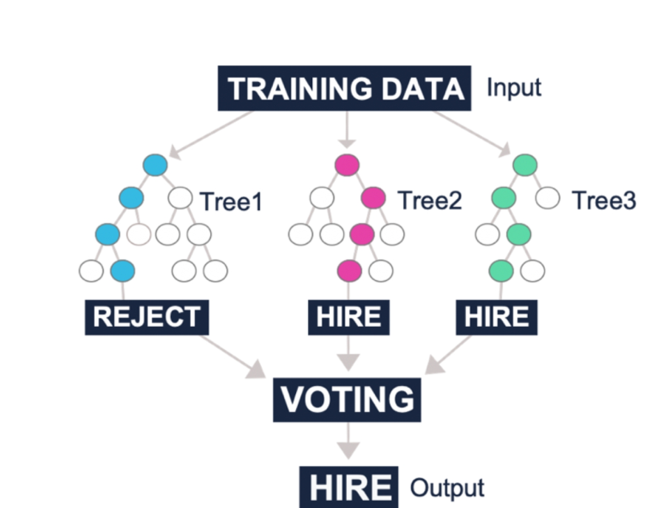 TRAINING DATA Input
Tree1 Tree2 Tree3
REJECT HIRE HIRE
VOTING
HIRE Output